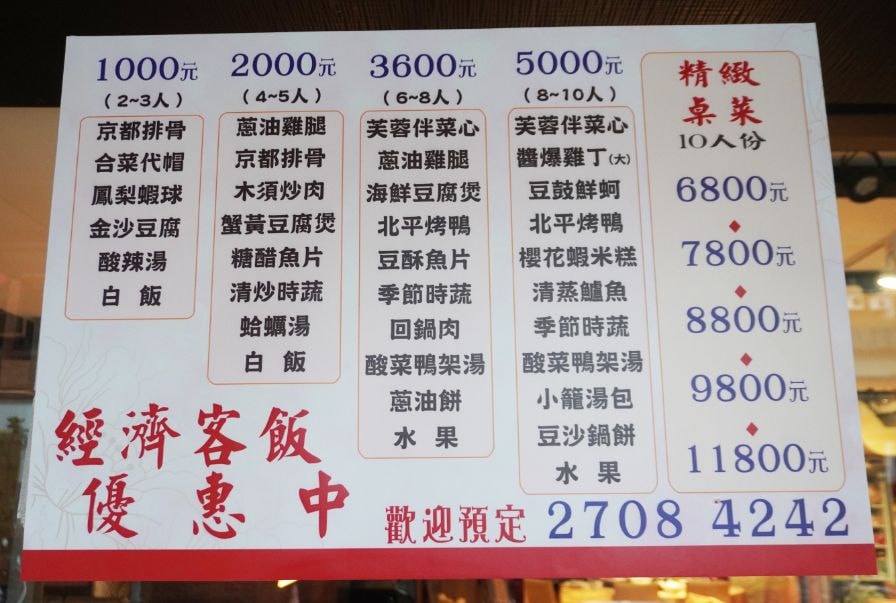 1000元
(2~3人)
京都排骨
合菜代帽
鳳梨蝦球
金沙豆腐
酸辣湯
白飯
2000元
(4~5人)
蔥油雞腿
京都排骨
木須炒肉
蟹黃豆腐煲
糖醋魚片
清炒時蔬
蛤蠣湯
白飯
3600元
(6~8人)
芙蓉伴菜心
蔥油雞腿
海鮮豆腐煲
北平烤鴨
豆酥魚片
季節時蔬
回鍋肉
酸菜鴨架湯
蔥油餅
水果
5000元
(8~10人)
芙蓉伴菜心
醬爆雞丁(大)
豆鼓鮮蚵
北平烤鴨
櫻花蝦米糕
清蒸鱸魚
季節時蔬
酸菜鴨架湯
小籠湯包
豆沙鍋餅
水果
精緻
桌菜
10人份
6800元
7800元
8800元
9800元
11800元
經濟客飯
優惠中
歡迎預定 2708 4242